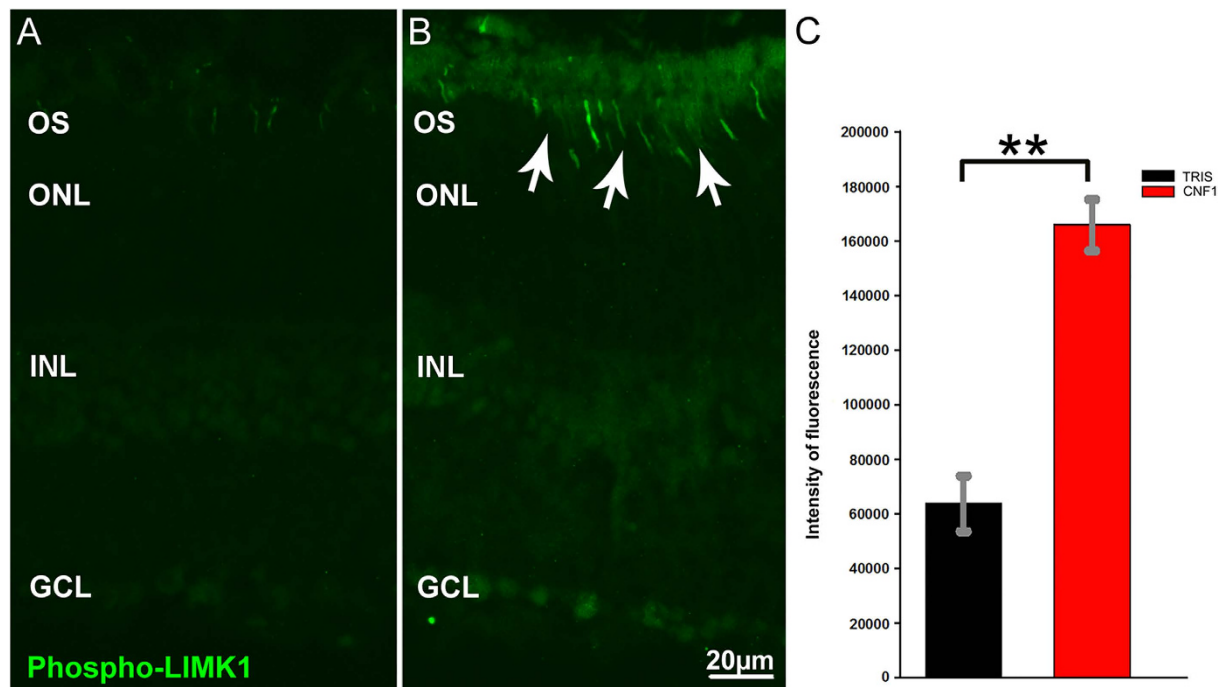 A
OS
ONL
INL
GCL
Phospho-LIMK1
B
OS
ONL
INL
GCL
20μm
C
**
TRIS
CNF1
Intensity of fluorescence
200000
180000
160000
140000
120000
100000
80000
60000
40000
20000
0